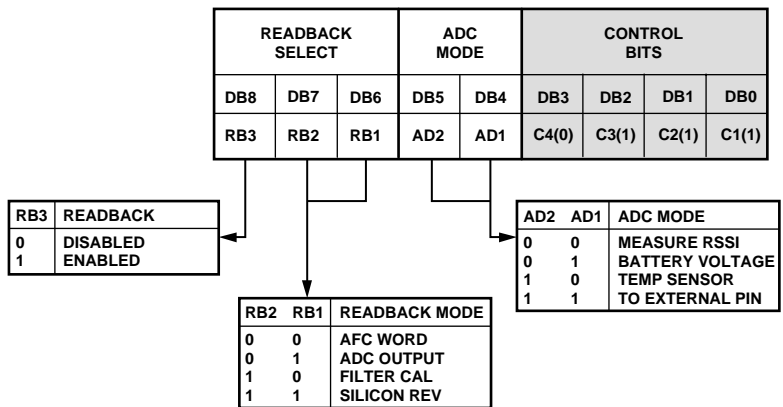 READBACK SELECT ADC MODE CONTROL BITS
DB8 DB7 DB6 DB5 DB4 DB3 DB2 DB1 DB0
RB3 RB2 RB1 AD2 AD1 C4(0) C3(1) C2(1) C1(1)
RB3 READBACK
0 DISABLED
1 ENABLED
AD2 AD1 ADC MODE
0 0 MEASURE RSSI
0 1 BATTERY VOLTAGE
1 0 TEMP SENSOR
1 1 TO EXTERNAL PIN
RB2 RB1 READBACK MODE
0 0 AFC WORD
0 1 ADC OUTPUT
1 0 FILTER CAL
1 1 SILICON REV